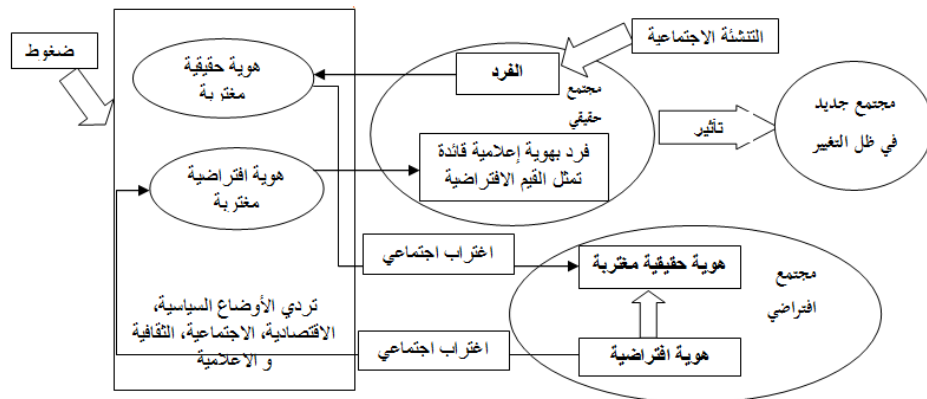 التنشئة الاجتماعية
ضغوط
هوية حقيقية
مغتربة
الفرد
مجتمع
حقيقي
تأثير
مجتمع جديد
في ظل التغيير
فرد بهوية إعلامية قائدة
تمثل القيم الافتراضية
هوية افتراضية
مغتربة
اغتراب اجتماعي
هوية حقيقية مغتربة
مجتمع
افتراضي
تردي الأوضاع السياسية،
الاقتصادية، الاجتماعية، الثقافية
و الاعلامية
اغتراب اجتماعي
هوية افتراضية